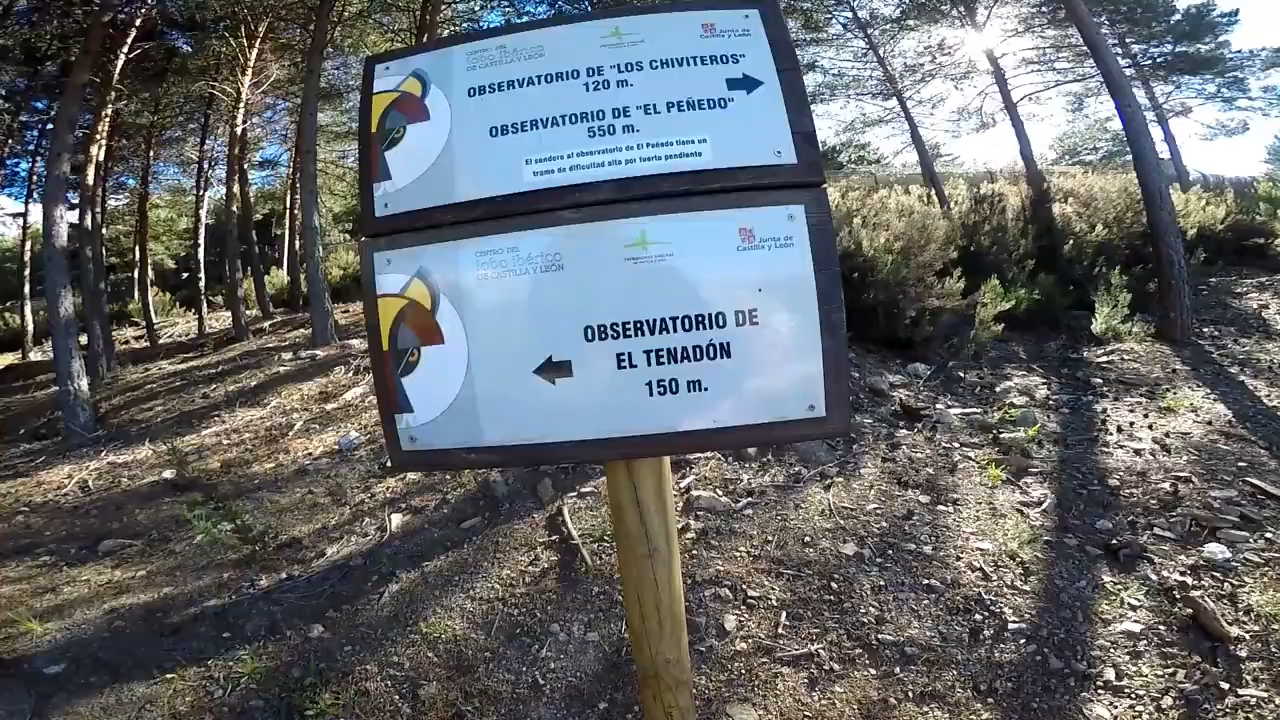 CENTRO DEL
lobo ibérico
DE CASTILLA Y LEÓN
Junta de
Castilla y León
OBSERVATORIO DE "LOS CHIVITEROS"
120 m.
OBSERVATORIO DE "EL PEÑEDO"
550 m.
El sendero al observatorio de El Peñedo tiene un
tramo de dificultad alta por fuerte pendiente
CENTRO DEL
lobo ibérico
DE CASTILLA Y LEÓN
Junta de
Castilla y León
OBSERVATORIO DE
EL TENADÓN
150 m.